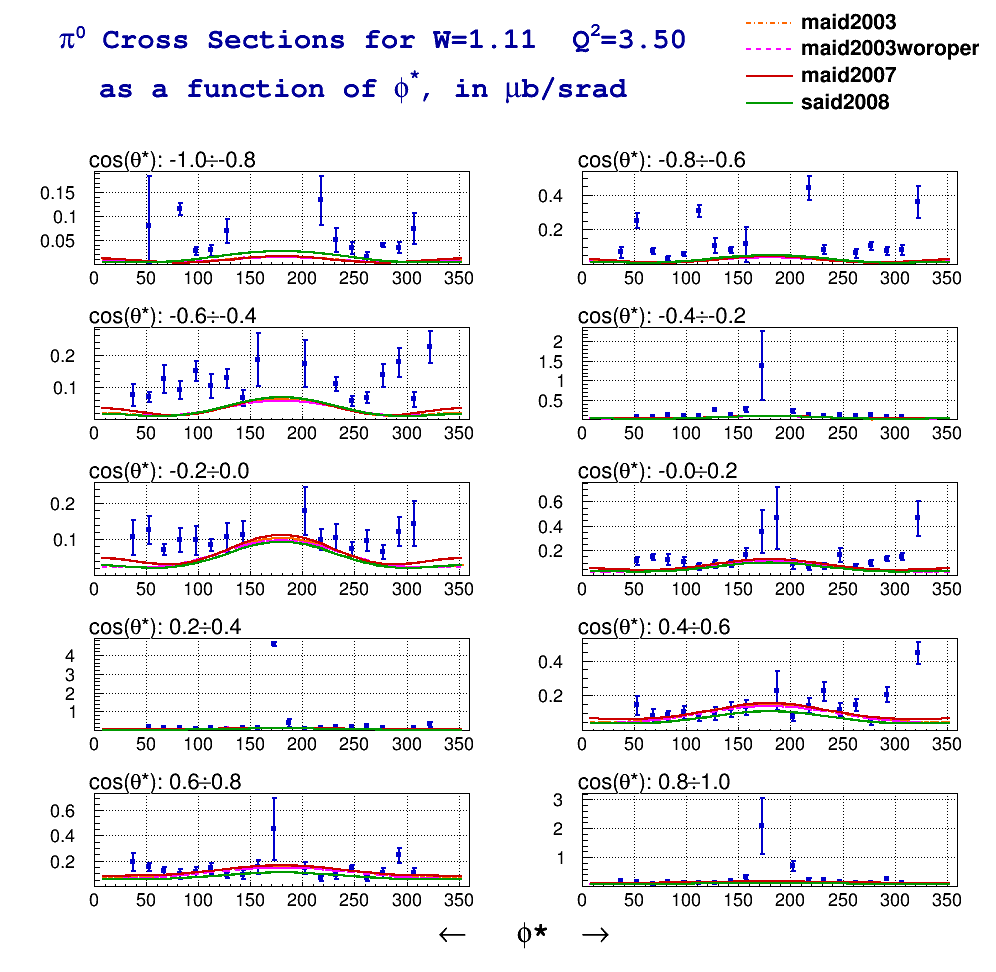 π⁰ Cross Sections for W=1.11 Q²=3.50
as a function of ϕ*, in μb/srad
maid2003
maid2003woroper
maid2007
said2008
cos(θ*): -1.0÷-0.8
0.15
0.1
0.05
0 50 100 150 200 250 300 350
cos(θ*): -0.8÷-0.6
0.4
0.2
0 50 100 150 200 250 300 350
cos(θ*): -0.6÷-0.4
0.2
0.1
0 50 100 150 200 250 300 350
cos(θ*): -0.4÷-0.2
2
1.5
1
0.5
0 50 100 150 200 250 300 350
cos(θ*): -0.2÷0.0
0.2
0.1
0 50 100 150 200 250 300 350
cos(θ*): -0.0÷0.2
0.6
0.4
0.2
0 50 100 150 200 250 300 350
cos(θ*): 0.2÷0.4
4
3
2
1
0 50 100 150 200 250 300 350
cos(θ*): 0.4÷0.6
0.4
0.2
0 50 100 150 200 250 300 350
cos(θ*): 0.6÷0.8
0.6
0.4
0.2
0 50 100 150 200 250 300 350
cos(θ*): 0.8÷1.0
3
2
1
0 50 100 150 200 250 300 350
← ϕ* →